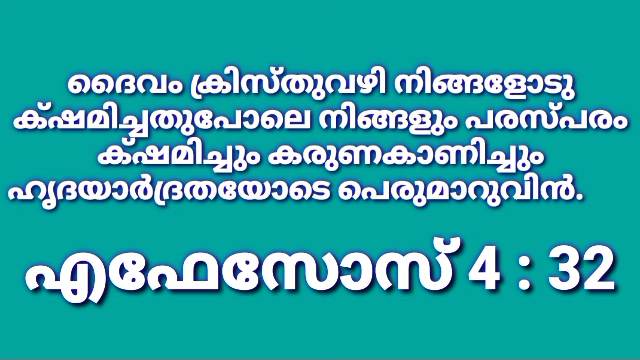 ദൈവം ക്രിസ്തുവഴി നിങ്ങളോടു
ക്ഷമിച്ചതുപോലെ നിങ്ങളും പരസ്പരം
ക്ഷമിച്ചും കരുണകാണിച്ചും
ഹൃദയാർദ്രതയോടെ പെരുമാറുവിൻ.
എഫേസോസ് 4 : 32